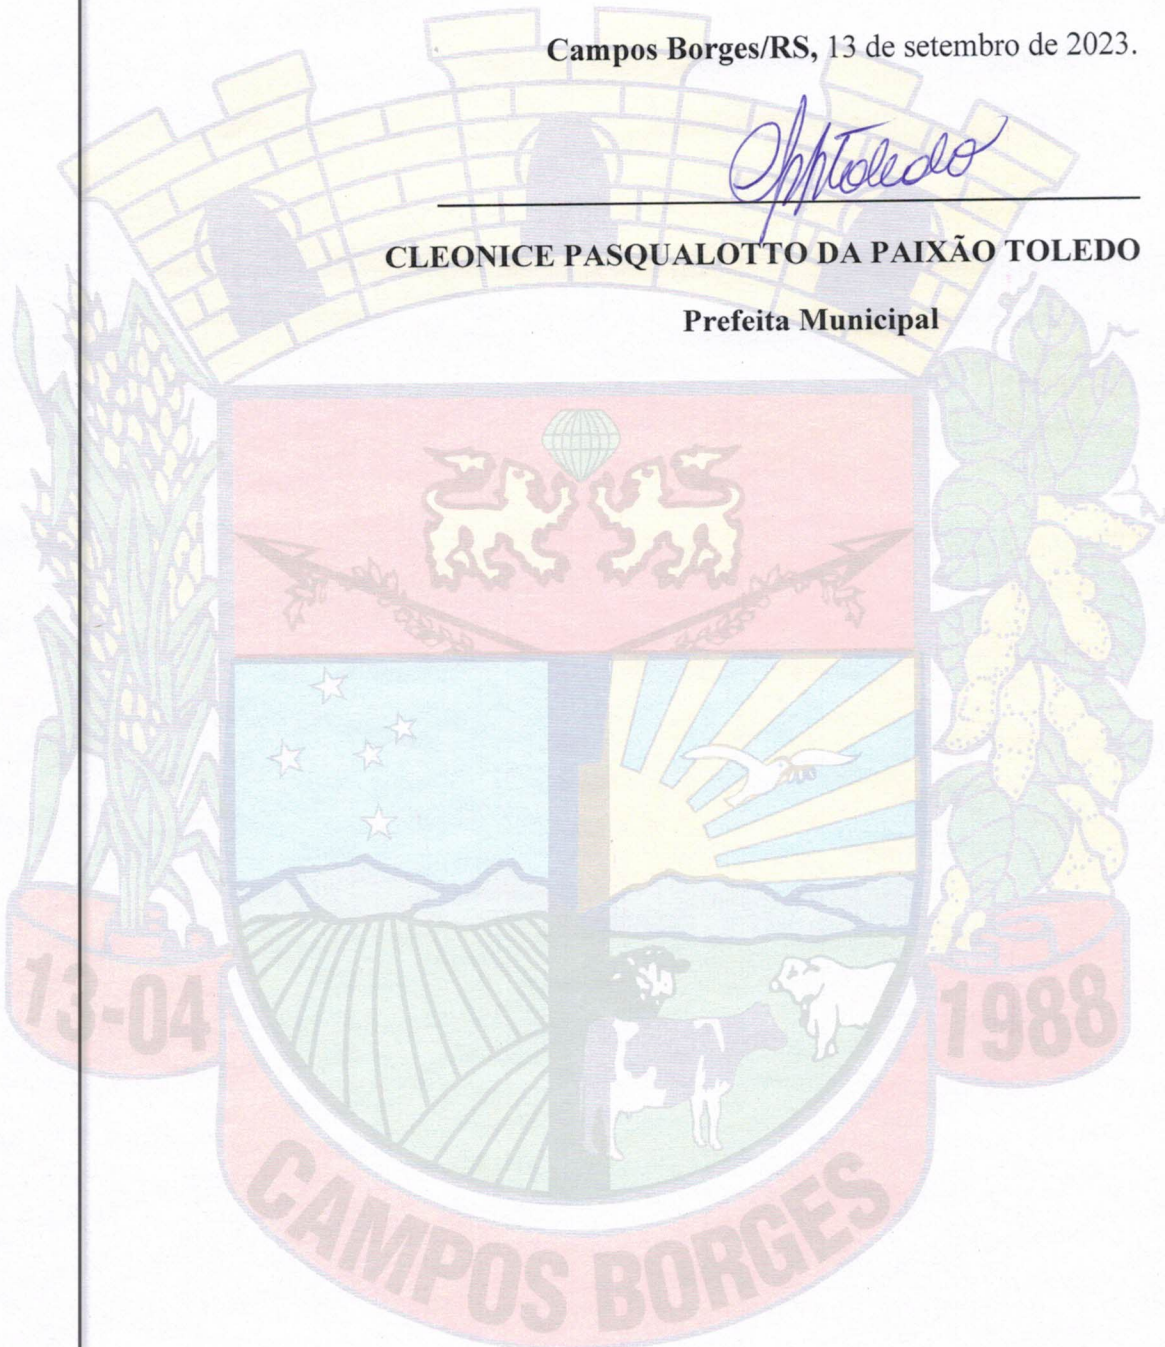 Campos Borges/RS, 13 de setembro de 2023.
CLEONICE PASQUALOTTO DA PAIXÃO TOLEDO
Prefeita Municipal
13-04
1988
CAMPOS BORGES